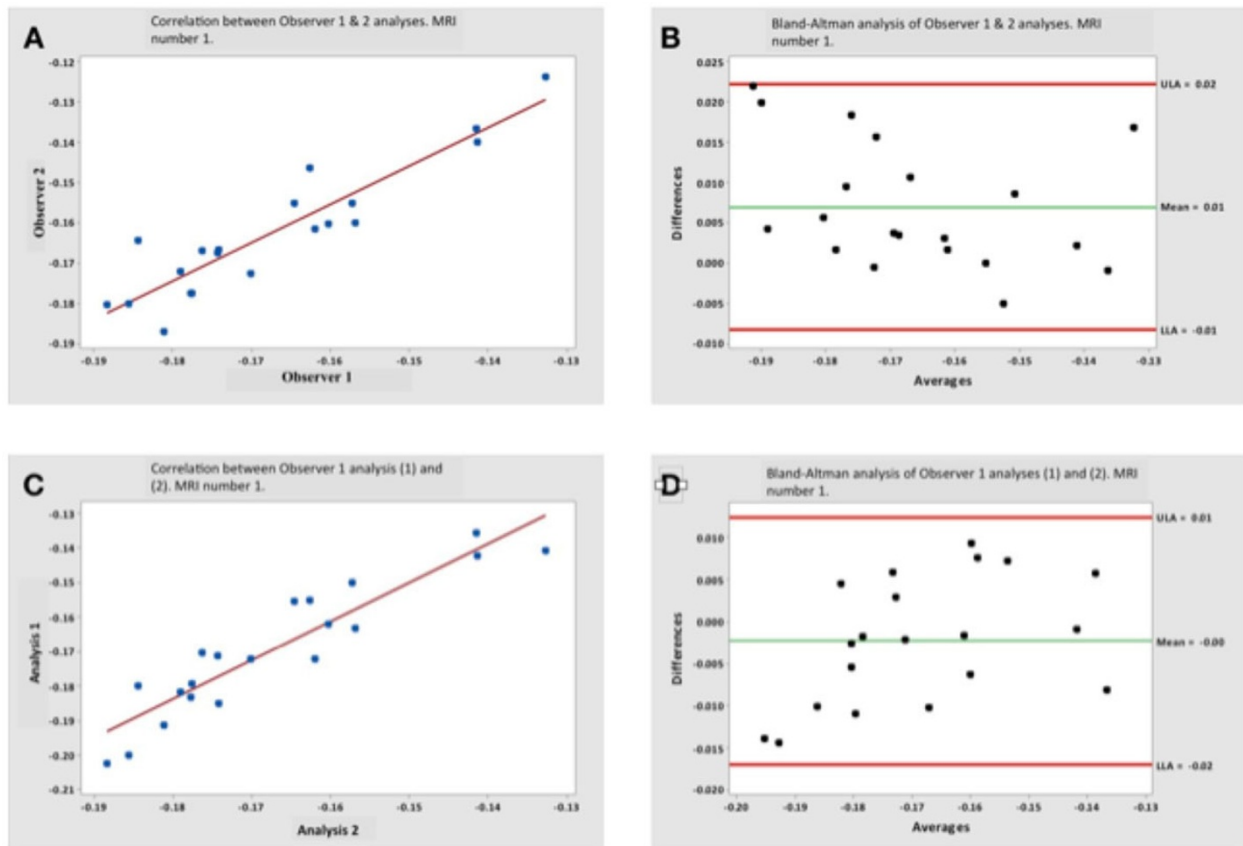 A
Correlation between Observer 1 & 2 analyses. MRI
number 1.
-0.12
-0.13
-0.14
-0.15
-0.16
-0.17
-0.18
-0.19
Observer 2
-0.19 -0.18 -0.17 -0.16 -0.15 -0.14 -0.13
Observer 1
B
Bland-Altman analysis of Observer 1 & 2 analyses. MRI
number 1.
0.025
0.020
0.015
0.010
0.005
0.000
-0.005
-0.010
Differences
ULA = 0.02
Mean = 0.01
LLA = -0.01
-0.19 -0.18 -0.17 -0.16 -0.15 -0.14 -0.13
Averages
C
Correlation between Observer 1 analysis (1) and
(2). MRI number 1.
-0.13
-0.14
-0.15
-0.16
-0.17
-0.18
-0.19
-0.20
-0.21
Analysis 1
-0.19 -0.18 -0.17 -0.16 -0.15 -0.14 -0.13
Analysis 2
D
Bland-Altman analysis of Observer 1 analyses (1) and (2). MRI
number 1.
0.010
0.005
0.000
-0.005
-0.010
-0.015
-0.020
Differences
ULA = 0.01
Mean = -0.00
LLA = -0.02
-0.20 -0.19 -0.18 -0.17 -0.16 -0.15 -0.14 -0.13
Averages